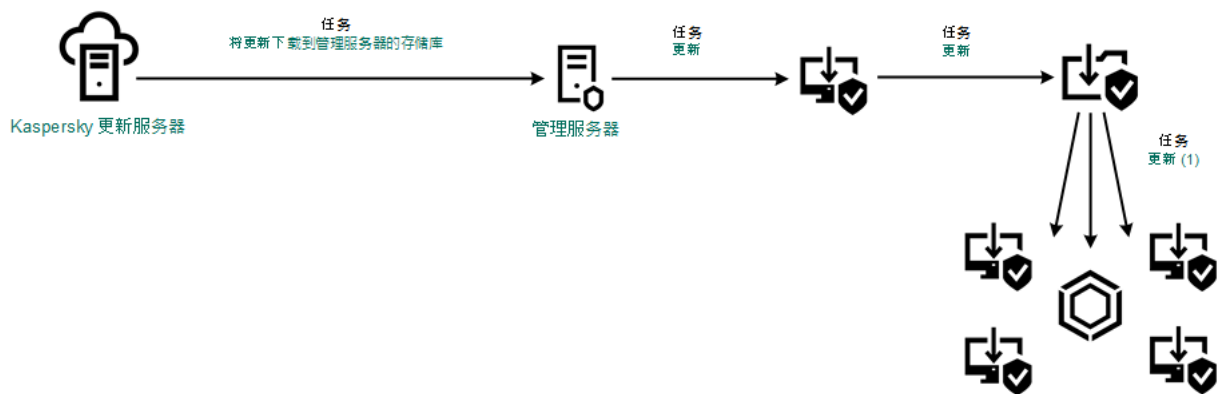 任务
将更新下载到管理服务器的存储库
任务
更新
任务
更新
Kaspersky 更新服务器
管理服务器
任务
更新 (1)